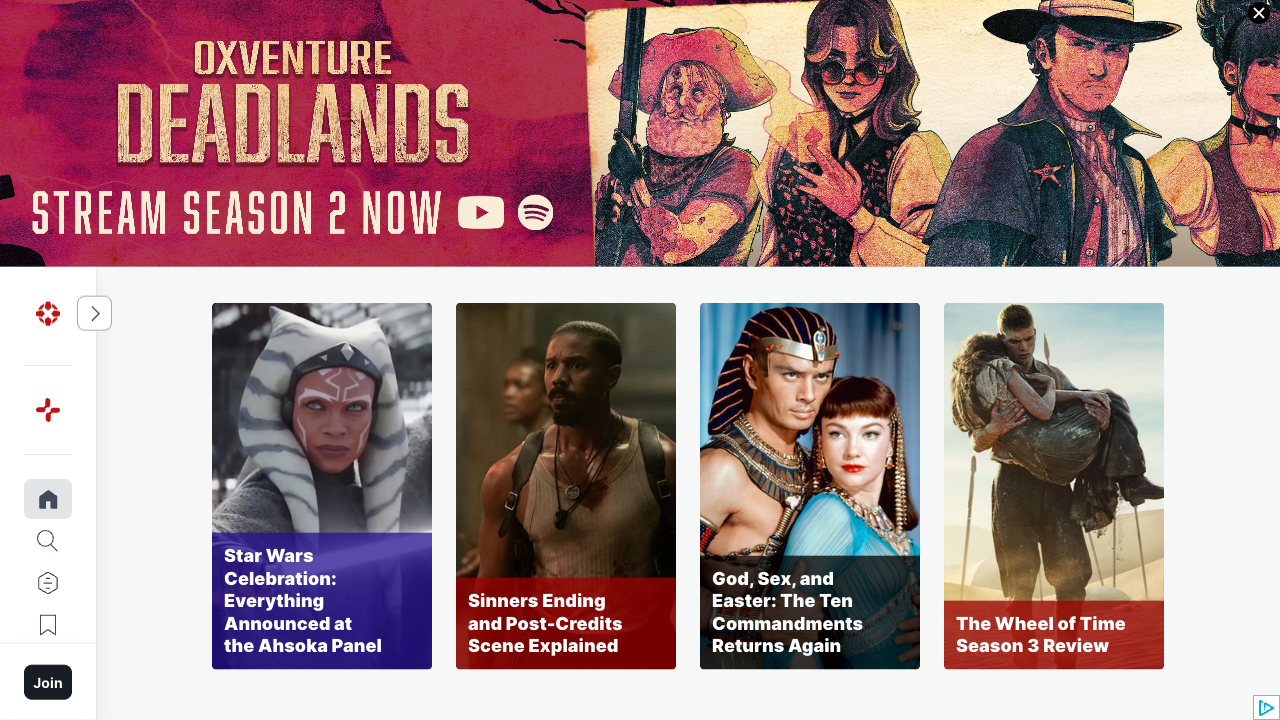 OXVENTURE
DEADLANDS
STREAM SEASON 2 NOW
Star Wars
Celebration:
Everything
Announced at
the Ahsoka Panel
Sinners Ending
and Post-Credits
Scene Explained
God, Sex, and
Easter: The Ten
Commandments
Returns Again
The Wheel of Time
Season 3 Review
Join